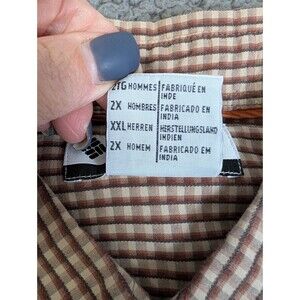 2TG HOMMES FABRIQUÉ EN
INDE
2X HOMBRES FABRICADO EN
INDIA
XXL HERREN HERSTELLUNGSLAND
INDIEN
2X HOMEM FABRICADO EM
INDIA